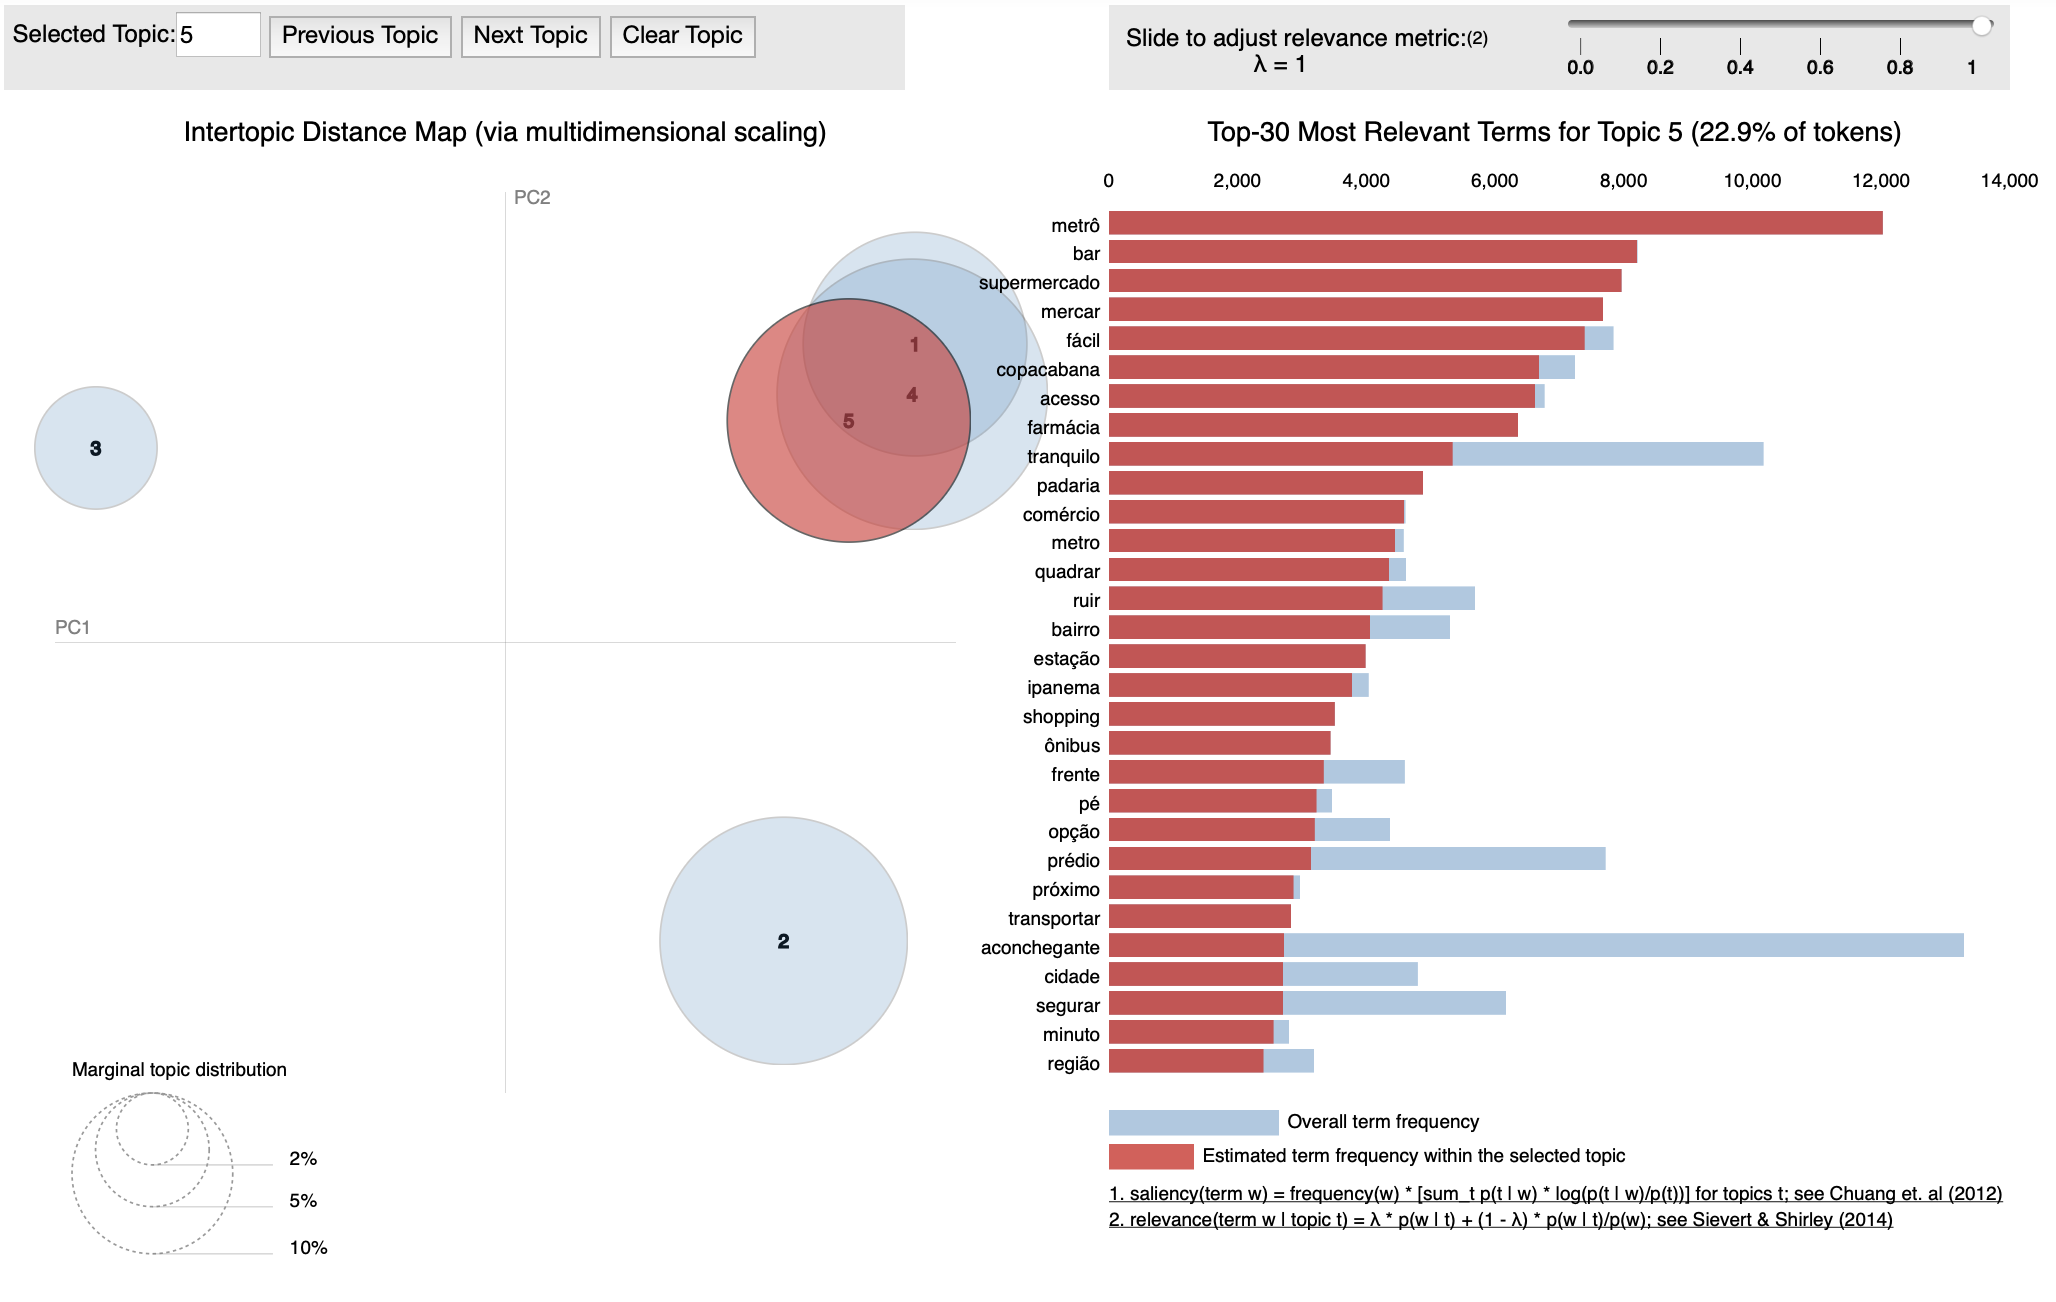 Selected Topic: 5 Previous Topic Next Topic Clear Topic
Slide to adjust relevance metric:(2)
λ = 1
0.0 0.2 0.4 0.6 0.8 1
Intertopic Distance Map (via multidimensional scaling)
PC2
PC1
1
4
5
3
2
Marginal topic distribution
2%
5%
10%
Top-30 Most Relevant Terms for Topic 5 (22.9% of tokens)
0 2,000 4,000 6,000 8,000 10,000 12,000 14,000
metrô
bar
supermercado
mercar
fácil
copacabana
acesso
farmácia
tranquilo
padaria
comércio
metro
quadrar
ruir
bairro
estação
ipanema
shopping
ônibus
frente
pé
opção
prédio
próximo
transportar
aconchegante
cidade
segurar
minuto
região
Overall term frequency
Estimated term frequency within the selected topic
1. saliency(term w) = frequency(w) * [sum_t p(t | w) * log(p(t | w)/p(t))] for topics t; see Chuang et. al (2012)
2. relevance(term w | topic t) = λ * p(w | t) + (1 - λ) * p(w | t)/p(w); see Sievert & Shirley (2014)